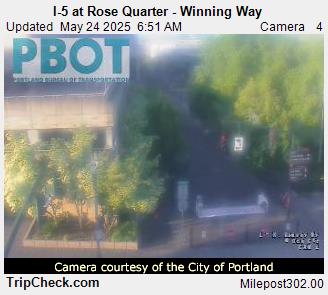 I-5 at Rose Quarter - Winning Way
Updated May 24 2025 6:51 AM Camera 4
PBOT
PORTLAND BUREAU OF TRANSPORTATION
Camera courtesy of the City of Portland
TripCheck.com Milepost302.00